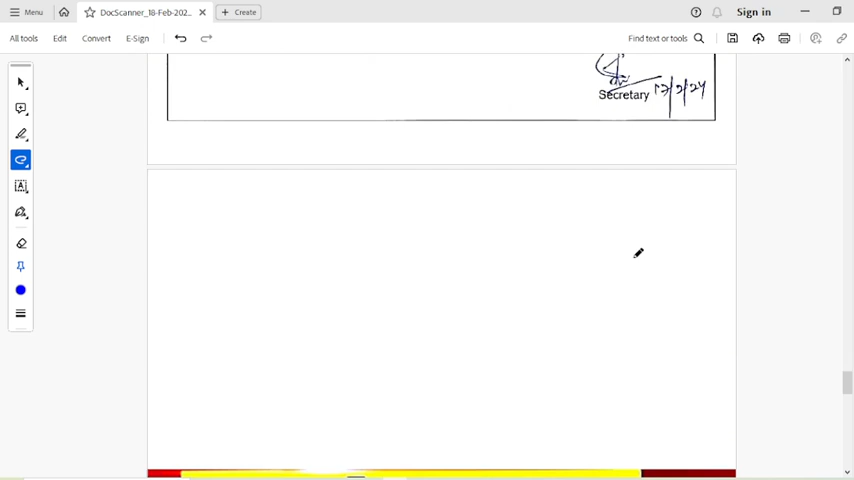 Menu
DocScanner_18-Feb-202...
Create
Sign in
All tools
Edit
Convert
E-Sign
Find text or tools
Secretary